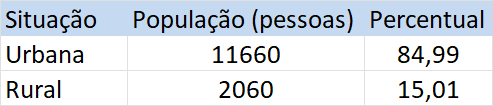 Situação População (pessoas) Percentual
Urbana 11660 84,99
Rural 2060 15,01